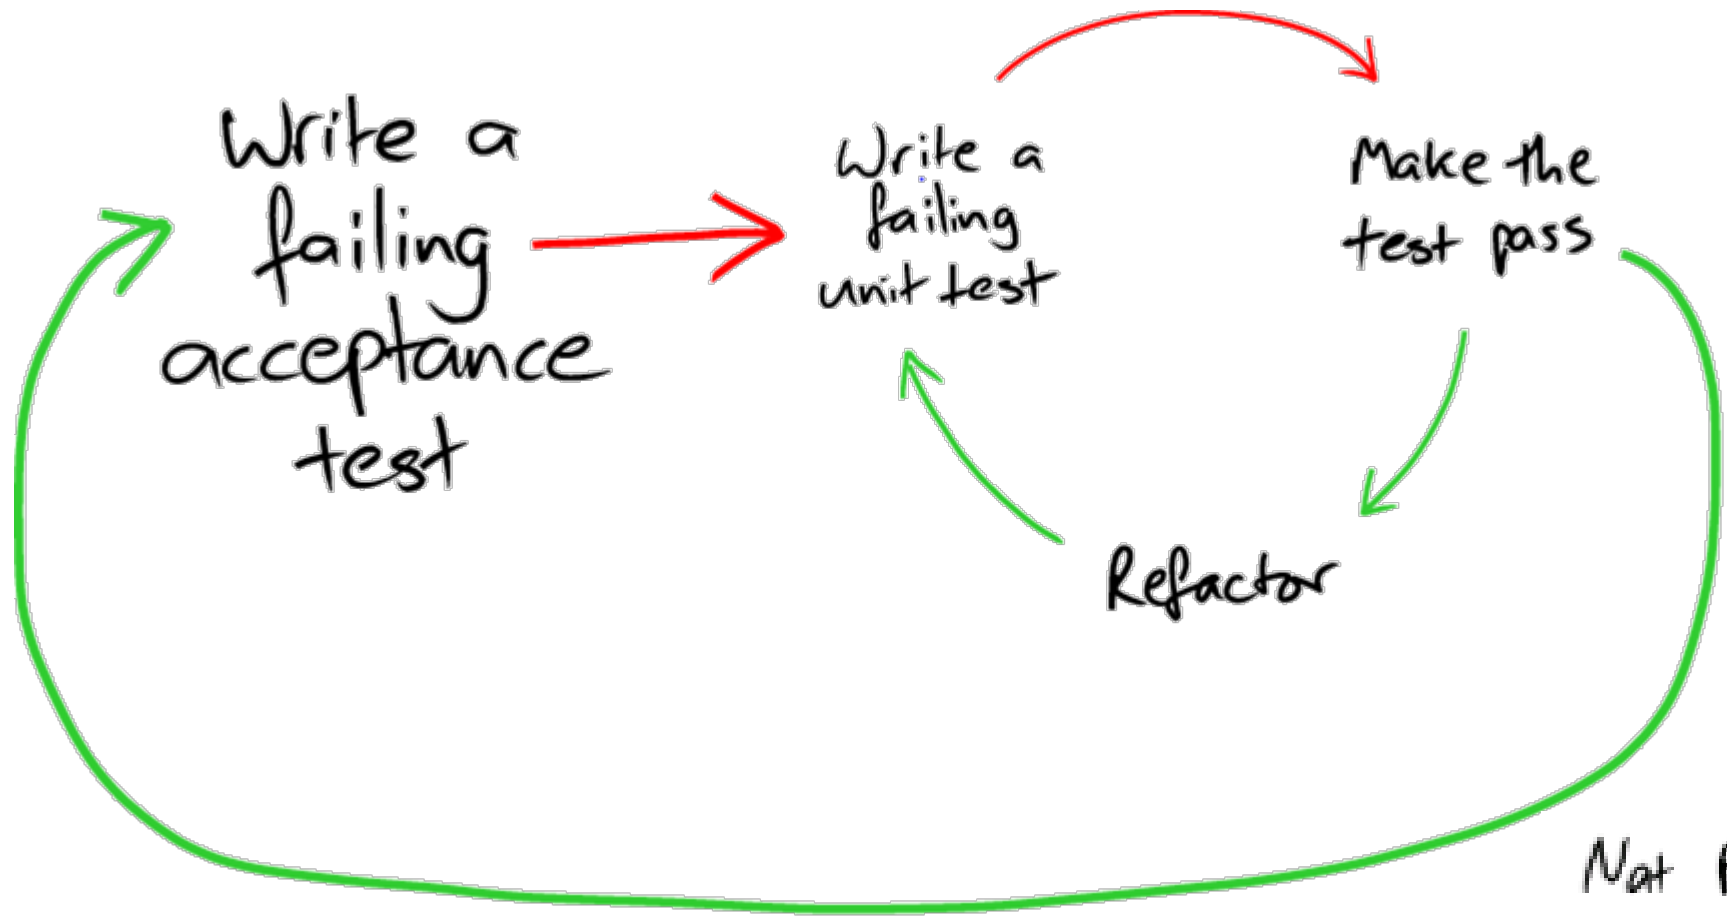 Write a
failing
acceptance
test
Write a
failing
unit test
Make the
test pass
Refactor
Nat